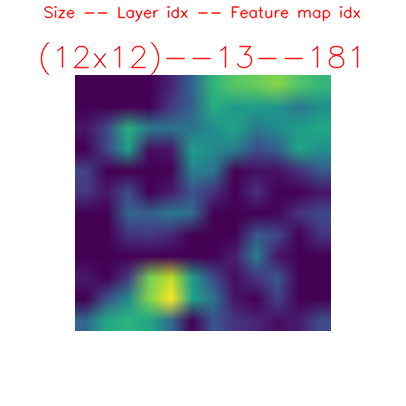 Size -- Layer idx -- Feature map idx
(12x12)--13--181